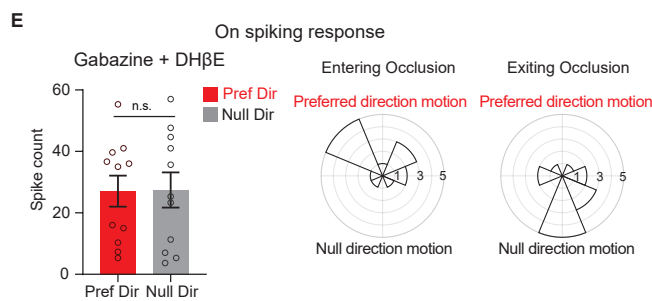 E
On spiking response
Gabazine + DHβE
Pref Dir
Null Dir
Spike count
60
40
20
0
n.s.
Pref Dir
Null Dir
Entering Occlusion
Preferred direction motion
1
3
5
Null direction motion
Exiting Occlusion
Preferred direction motion
1
3
5
Null direction motion